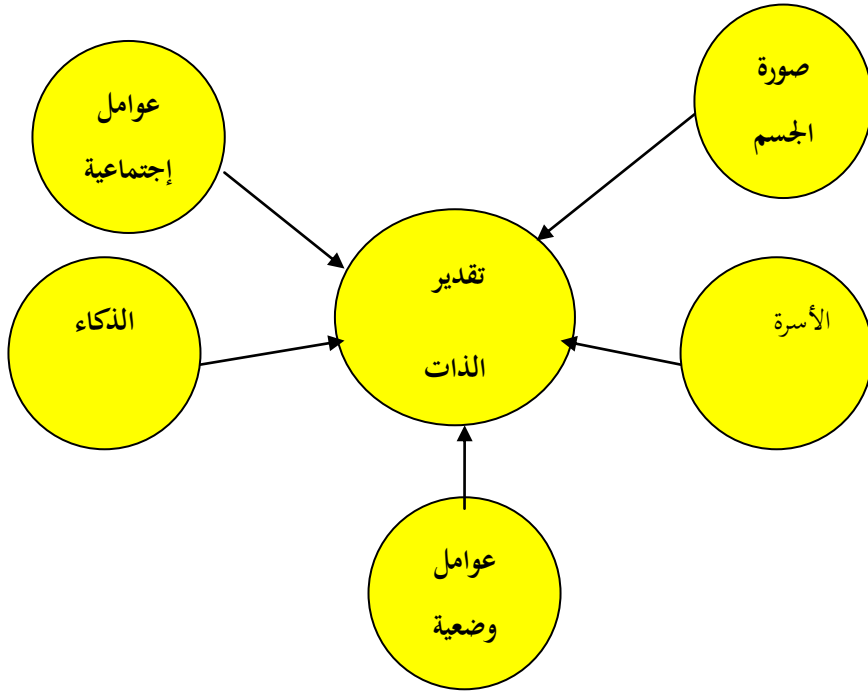 صورة
الجسم
عوامل
إجتماعية
تقدير
الذات
الأسرة
الذكاء
عوامل
وضعية